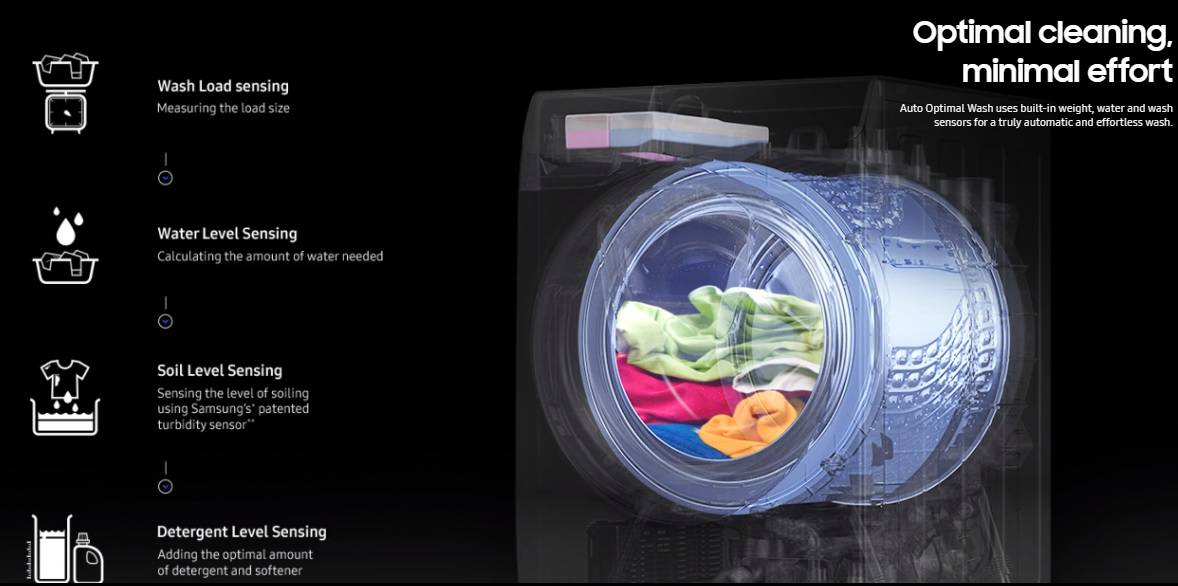 Optimal cleaning,
minimal effort
Auto Optimal Wash uses built-in weight, water and wash
sensors for a truly automatic and effortless wash.
Wash Load sensing
Measuring the load size
Water Level Sensing
Calculating the amount of water needed
Soil Level Sensing
Sensing the level of soiling
using Samsung's* patented
turbidity sensor**
Detergent Level Sensing
Adding the optimal amount
of detergent and softener